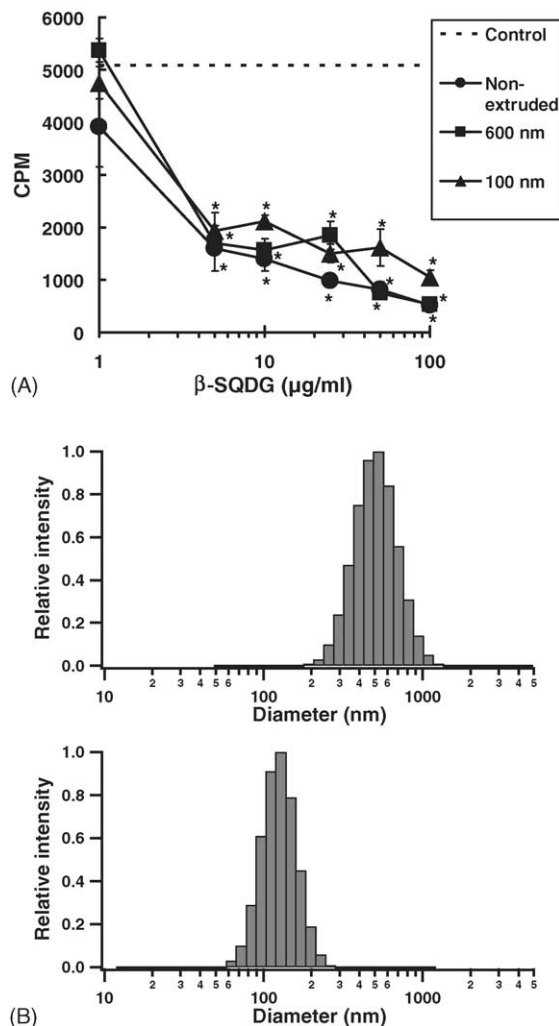 6000
5000
4000
3000
2000
1000
0
CPM
1 10 100
β-SQDG (µg/ml)
Control
Non-
extruded
600 nm
100 nm
* * * *
* * * * *
* * * * *
(A)
1.0
0.8
0.6
0.4
0.2
0.0
Relative intensity
10 2 3 4 5 6 100 2 3 4 5 6 1000 2 3 4 5
Diameter (nm)
1.0
0.8
0.6
0.4
0.2
0.0
Relative intensity
10 2 3 4 5 6 100 2 3 4 5 6 1000 2 3 4 5
Diameter (nm)
(B)